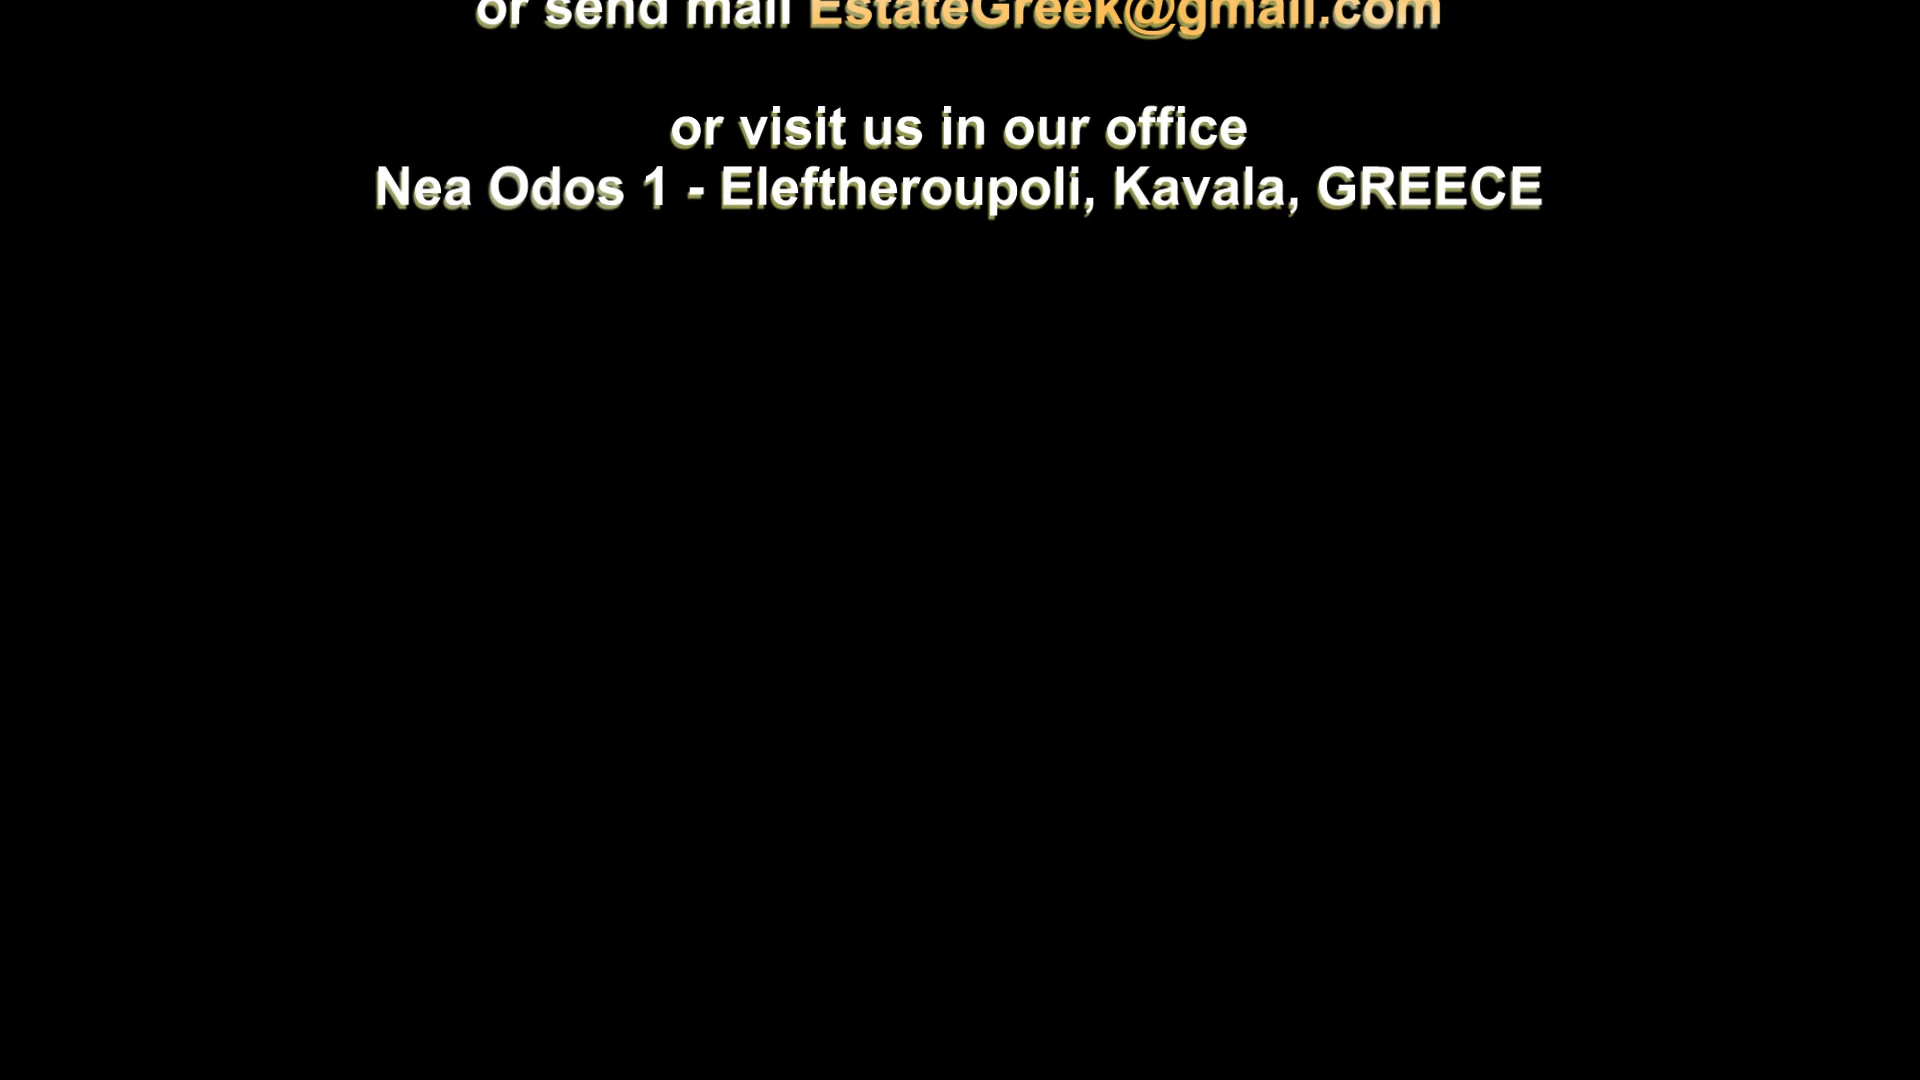 or send mail EstateGreek@gmail.com
or visit us in our office
Nea Odos 1 - Eleftheroupoli, Kavala, GREECE